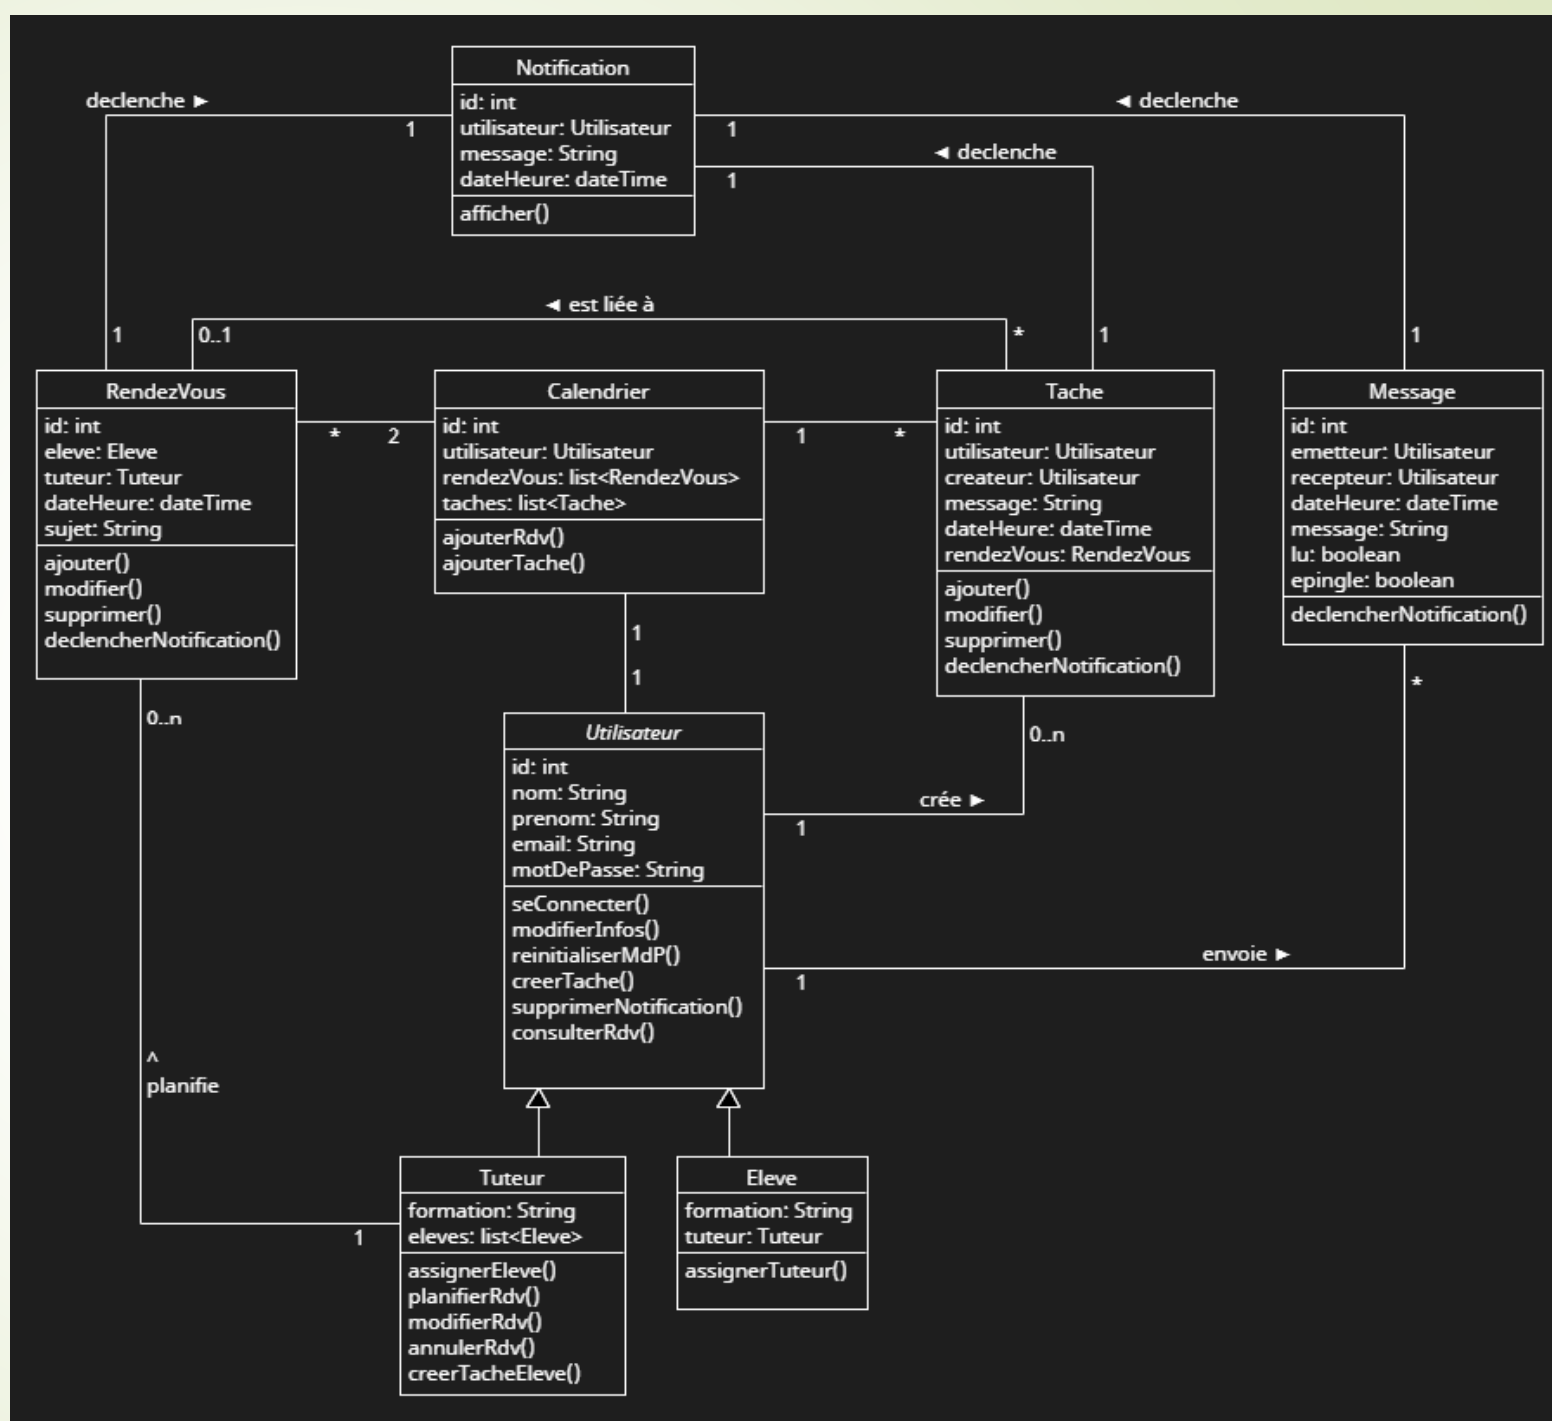 Notification
id: int
utilisateur: Utilisateur
message: String
dateHeure: dateTime
afficher()
declenche ►
1
1
◄ declenche
1
1
◄ declenche
1
1
◄ est liée à
0..1
*
RendezVous
id: int
eleve: Eleve
tuteur: Tuteur
dateHeure: dateTime
sujet: String
ajouter()
modifier()
supprimer()
declencherNotification()
* 2
Calendrier
id: int
utilisateur: Utilisateur
rendezVous: list<RendezVous>
taches: list<Tache>
ajouterRdv()
ajouterTache()
1 *
Tache
id: int
utilisateur: Utilisateur
createur: Utilisateur
message: String
dateHeure: dateTime
rendezVous: RendezVous
ajouter()
modifier()
supprimer()
declencherNotification()
Message
id: int
emetteur: Utilisateur
recepteur: Utilisateur
dateHeure: dateTime
message: String
lu: boolean
epingle: boolean
declencherNotification()
1
1
Utilisateur
id: int
nom: String
prenom: String
email: String
motDePasse: String
seConnecter()
modifierInfos()
reinitialiserMdP()
creerTache()
supprimerNotification()
consulterRdv()
0..n
crée ►
1
*
envoie ►
1
0..n
^
planifie
1
Tuteur
formation: String
eleves: list<Eleve>
assignerEleve()
planifierRdv()
modifierRdv()
annulerRdv()
creerTacheEleve()
Eleve
formation: String
tuteur: Tuteur
assignerTuteur()